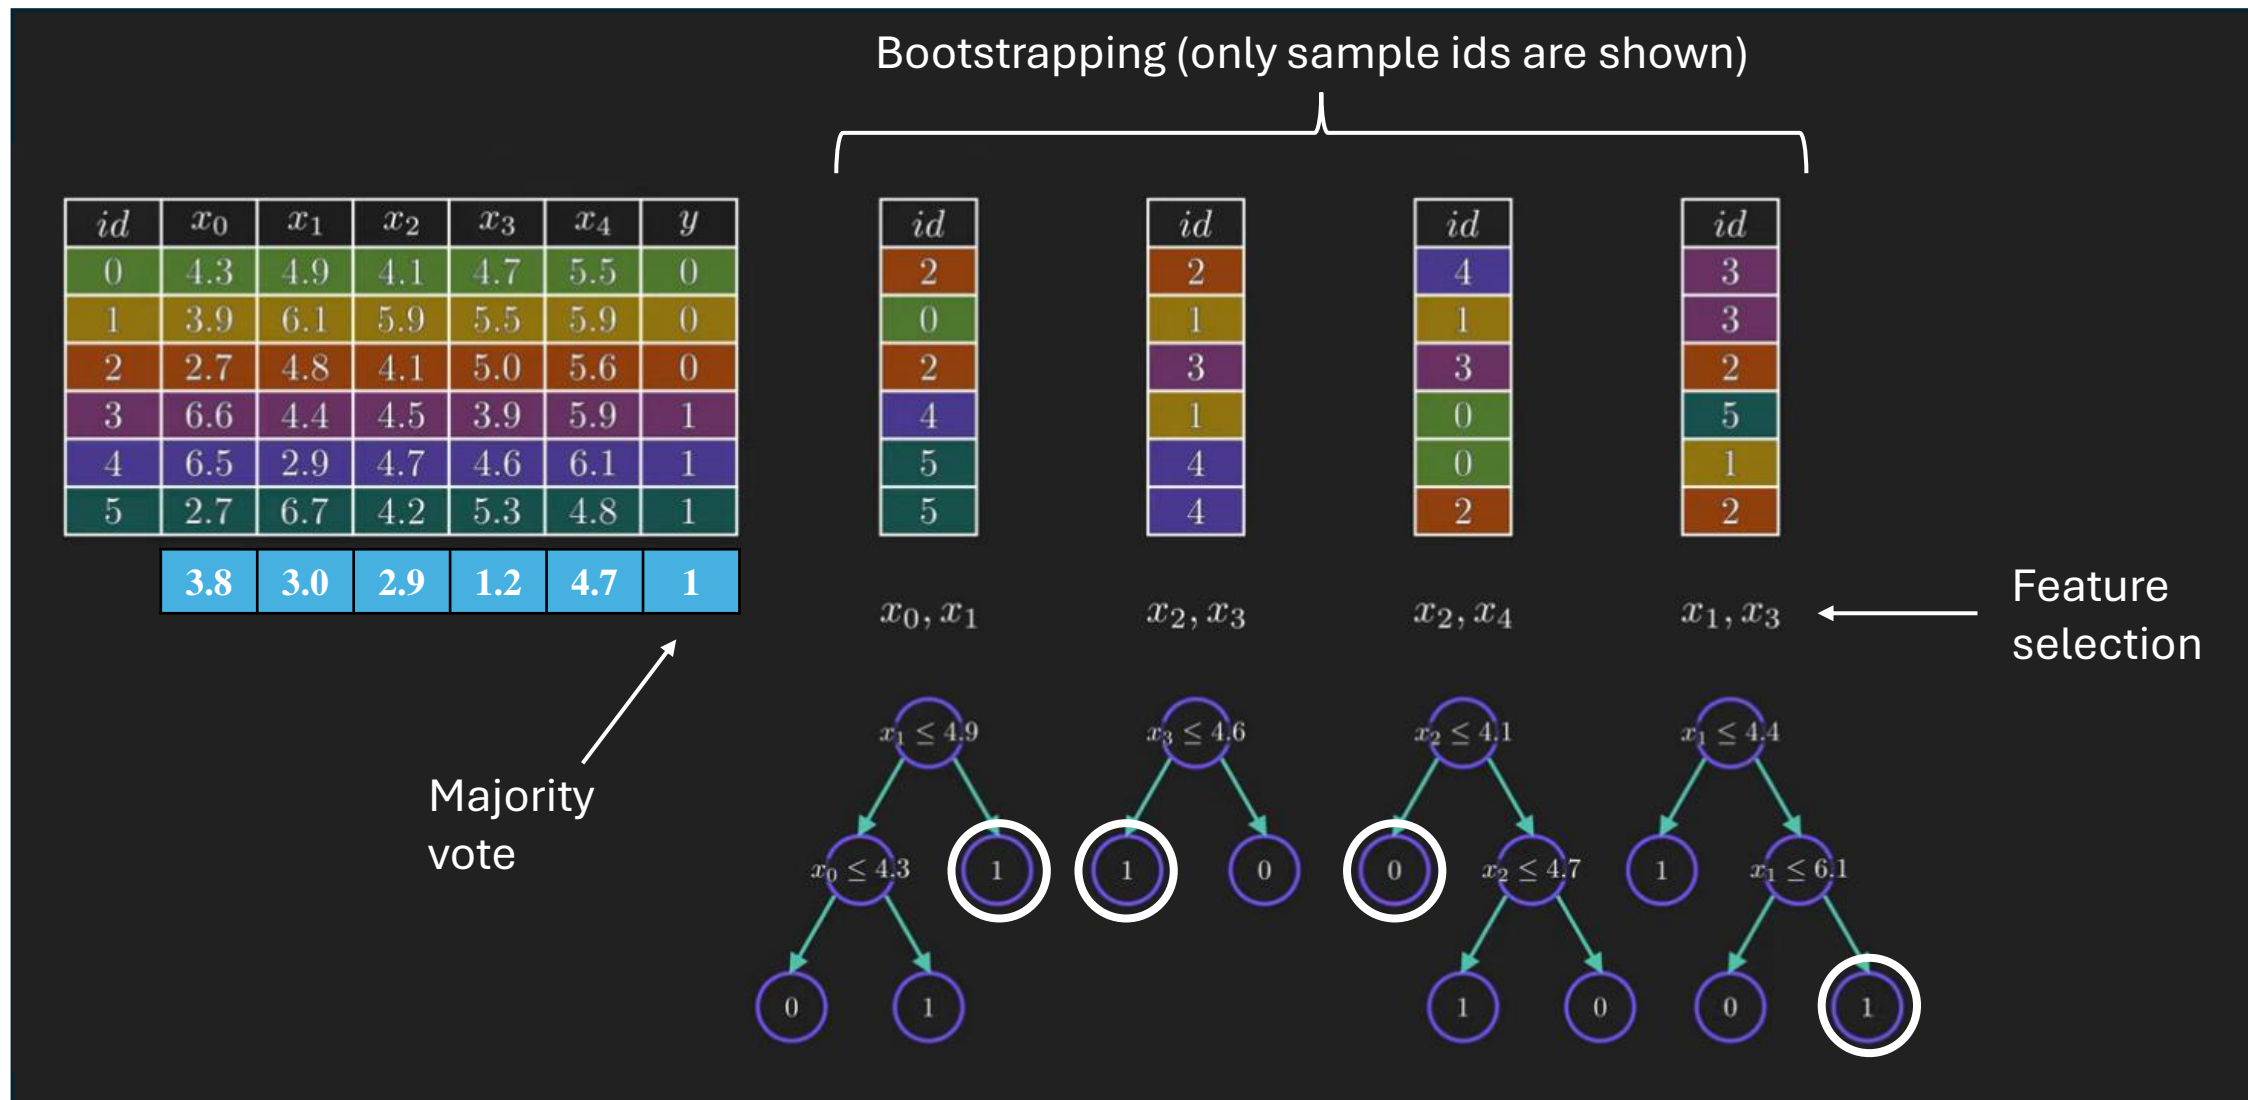 Bootstrapping (only sample ids are shown)
id x₀ x₁ x₂ x₃ x₄ y
0 4.3 4.9 4.1 4.7 5.5 0
1 3.9 6.1 5.9 5.5 5.9 0
2 2.7 4.8 4.1 5.0 5.6 0
3 6.6 4.4 4.5 3.9 5.9 1
4 6.5 2.9 4.7 4.6 6.1 1
5 2.7 6.7 4.2 5.3 4.8 1
3.8 3.0 2.9 1.2 4.7 1
Majority
vote
id
2
0
2
4
5
5
id
2
1
3
1
4
4
id
4
1
3
0
0
2
id
3
3
2
5
1
2
x₀, x₁
x₂, x₃
x₂, x₄
x₁, x₃
Feature
selection
x₁ ≤ 4.9
x₀ ≤ 4.3
1
0
1
x₃ ≤ 4.6
1
0
x₂ ≤ 4.1
0
x₂ ≤ 4.7
1
0
x₁ ≤ 4.4
1
x₁ ≤ 6.1
0
1